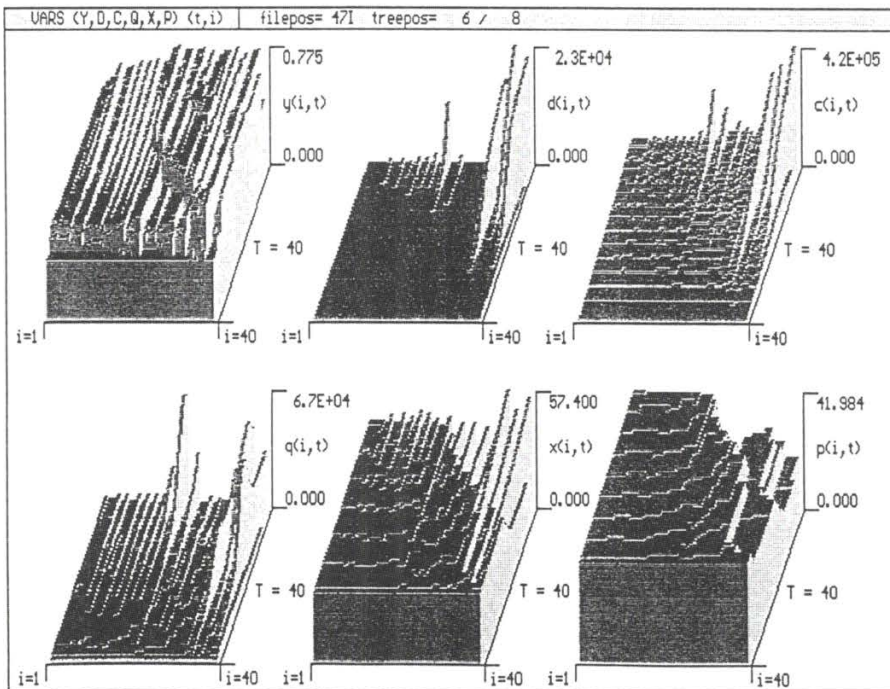 VARS (Y,D,C,Q,X,P) (t,i) filepos= 47I treepos= 6 / 8
0.775
y(i,t)
0.000
T = 40
i=1 i=40
2.3E+04
d(i,t)
0.000
T = 40
i=1 i=40
4.2E+05
c(i,t)
0.000
T = 40
i=1 i=40
6.7E+04
q(i,t)
0.000
T = 40
i=1 i=40
57.400
x(i,t)
0.000
T = 40
i=1 i=40
41.984
p(i,t)
0.000
T = 40
i=1 i=40